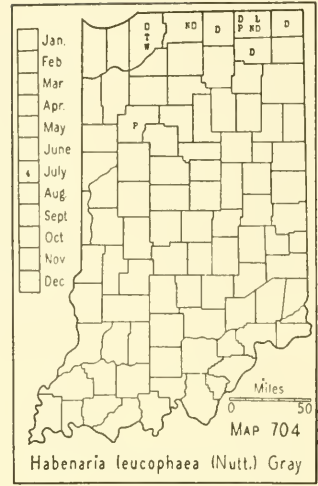 Jan.
Feb
Mar
Apr.
May
June
4 July
Aug.
Sept
Oct
Nov
Dec
D
T
W
ND
D
D L
P ND
D
D
P
Miles
0 50
MAP 704
Habenaria leucophaea (Nutt.) Gray